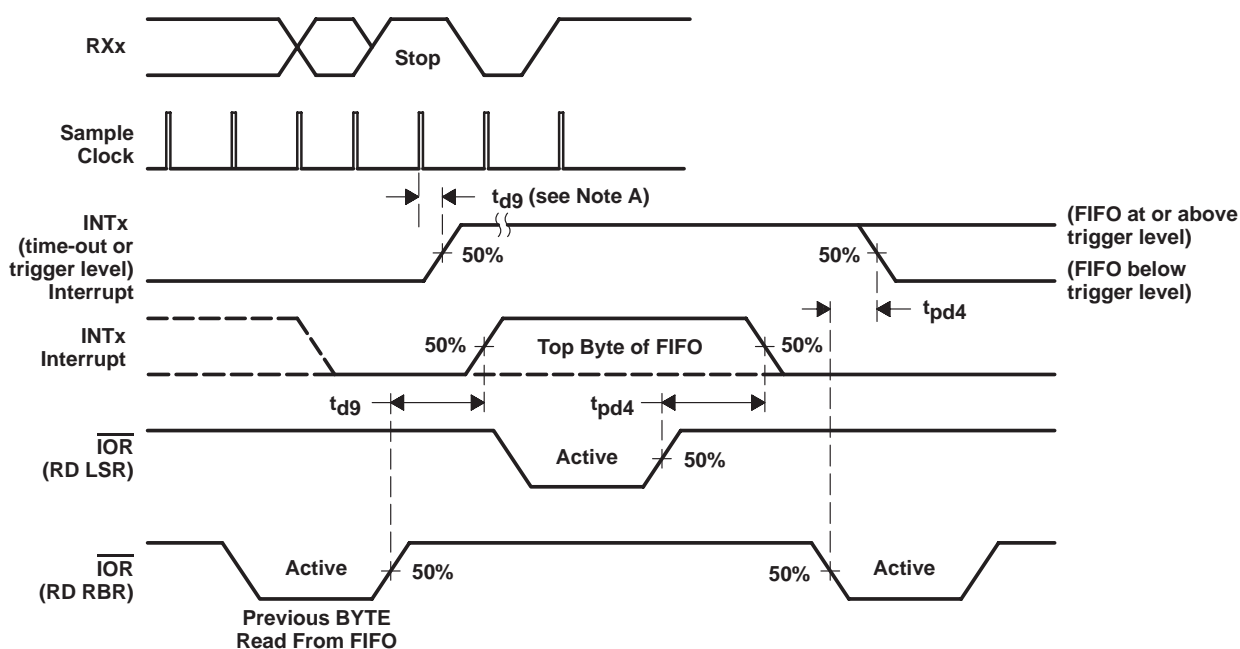 RXx
Stop
Sample
Clock
td9 (see Note A)
INTx
(time-out or
trigger level)
Interrupt
50%
50%
(FIFO at or above
trigger level)
(FIFO below
trigger level)
tpd4
INTx
Interrupt
50%
Top Byte of FIFO
50%
td9
tpd4
IOR
(RD LSR)
Active
50%
IOR
(RD RBR)
Active
50%
50%
Active
Previous BYTE
Read From FIFO